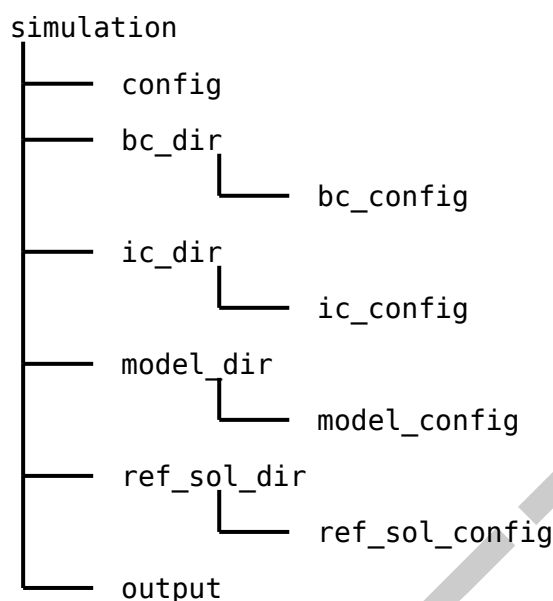 simulation
config
bc_dir
bc_config
ic_dir
ic_config
model_dir
model_config
ref_sol_dir
ref_sol_config
output